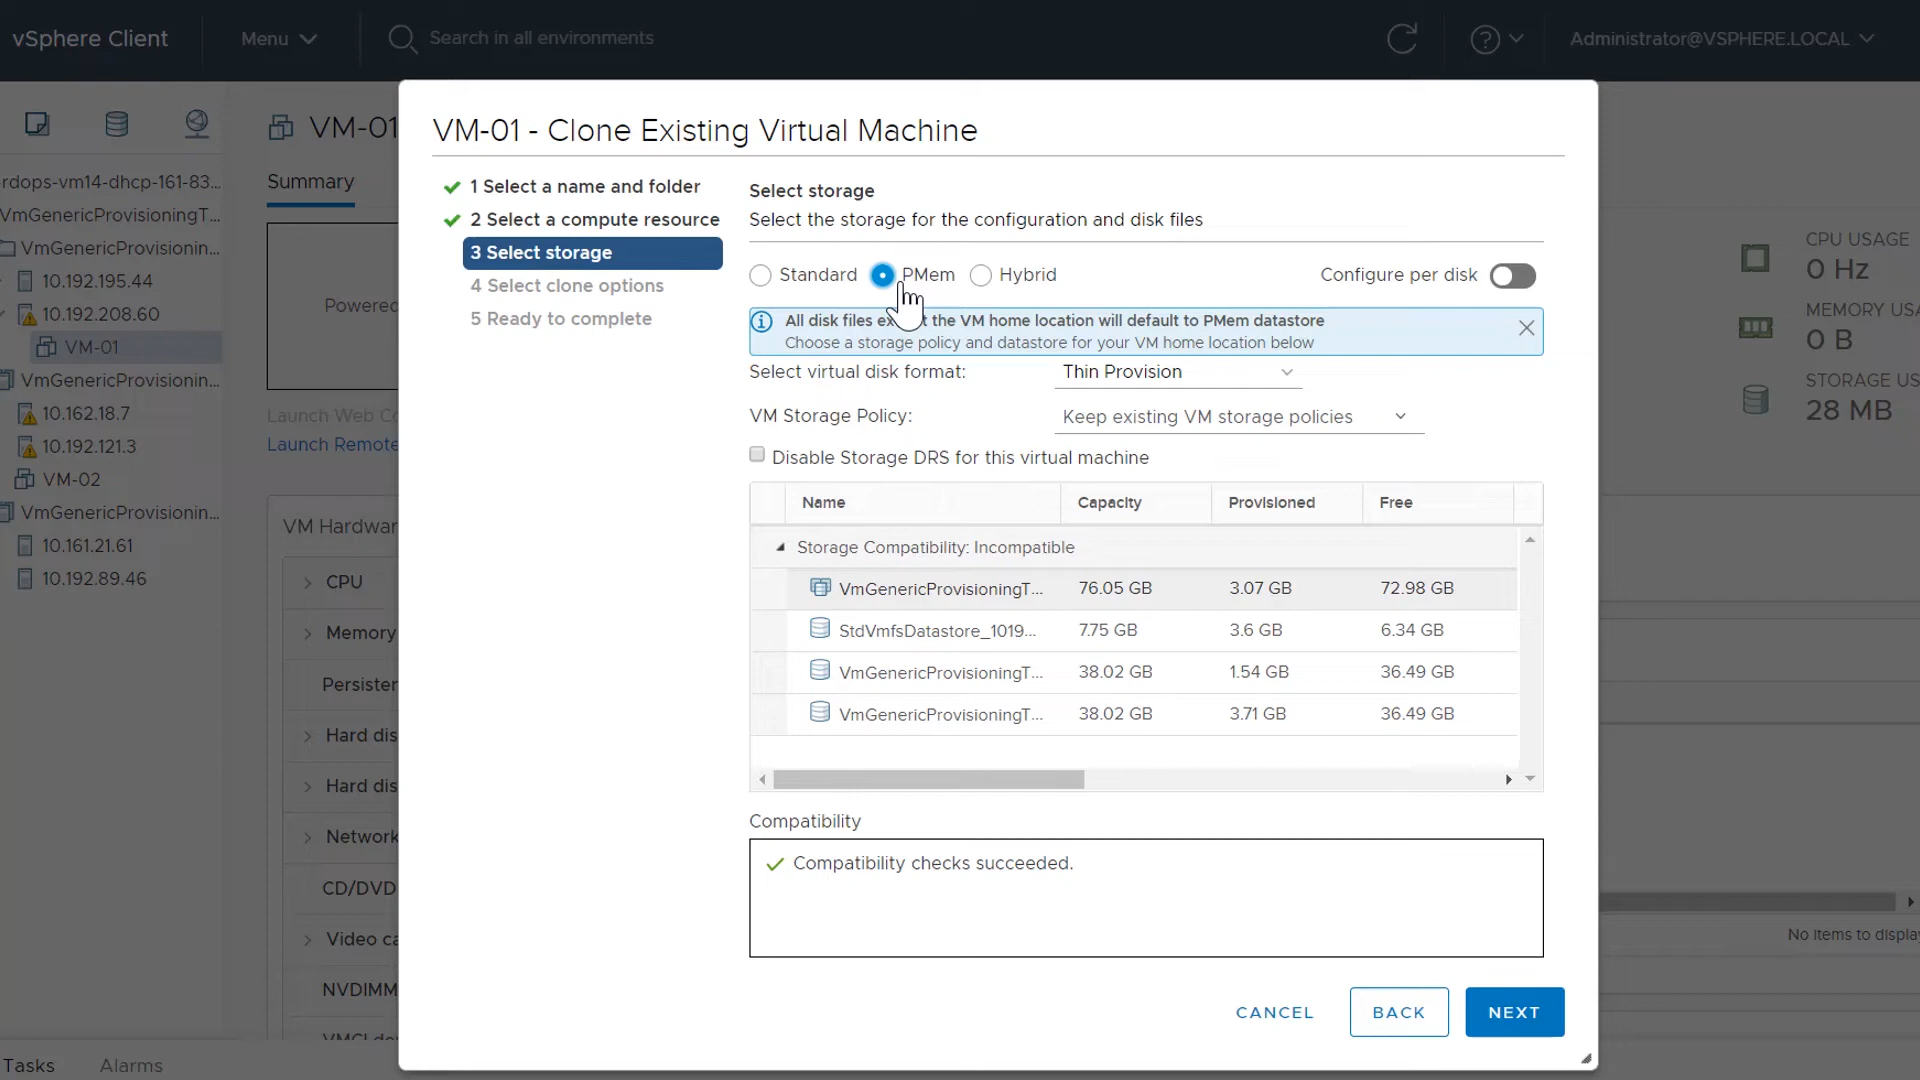 vSphere Client
Menu
Search in all environments
Administrator@VSPHERE.LOCAL
rdops-vm14-dhcp-161-83...
VmGenericProvisioningT...
VmGenericProvisionin...
10.192.195.44
10.192.208.60
VM-01
VmGenericProvisionin...
10.162.18.7
10.192.121.3
VM-02
VmGenericProvisionin...
10.161.21.61
10.192.89.46
VM-01
Summary
Powered
Launch Web Co
Launch Remote
VM Hardwar
CPU
Memory
Persister
Hard dis
Hard dis
Network
CD/DVD
Video ca
NVDIMM
VM-01 - Clone Existing Virtual Machine
1 Select a name and folder
2 Select a compute resource
3 Select storage
4 Select clone options
5 Ready to complete
Select storage
Select the storage for the configuration and disk files
Standard PMem Hybrid Configure per disk
All disk files the VM home location will default to PMem datastore
Choose a storage policy and datastore for your VM home location below
Select virtual disk format: Thin Provision
VM Storage Policy: Keep existing VM storage policies
Disable Storage DRS for this virtual machine
Name Capacity Provisioned Free
Storage Compatibility: Incompatible
VmGenericProvisioningT... 76.05 GB 3.07 GB 72.98 GB
StdVmfsDatastore_1019... 7.75 GB 3.6 GB 6.34 GB
VmGenericProvisioningT... 38.02 GB 1.54 GB 36.49 GB
VmGenericProvisioningT... 38.02 GB 3.71 GB 36.49 GB
Compatibility
Compatibility checks succeeded.
CANCEL BACK NEXT
CPU USAGE
0 Hz
MEMORY USA
0 B
STORAGE US
28 MB
No items to display
Tasks Alarms